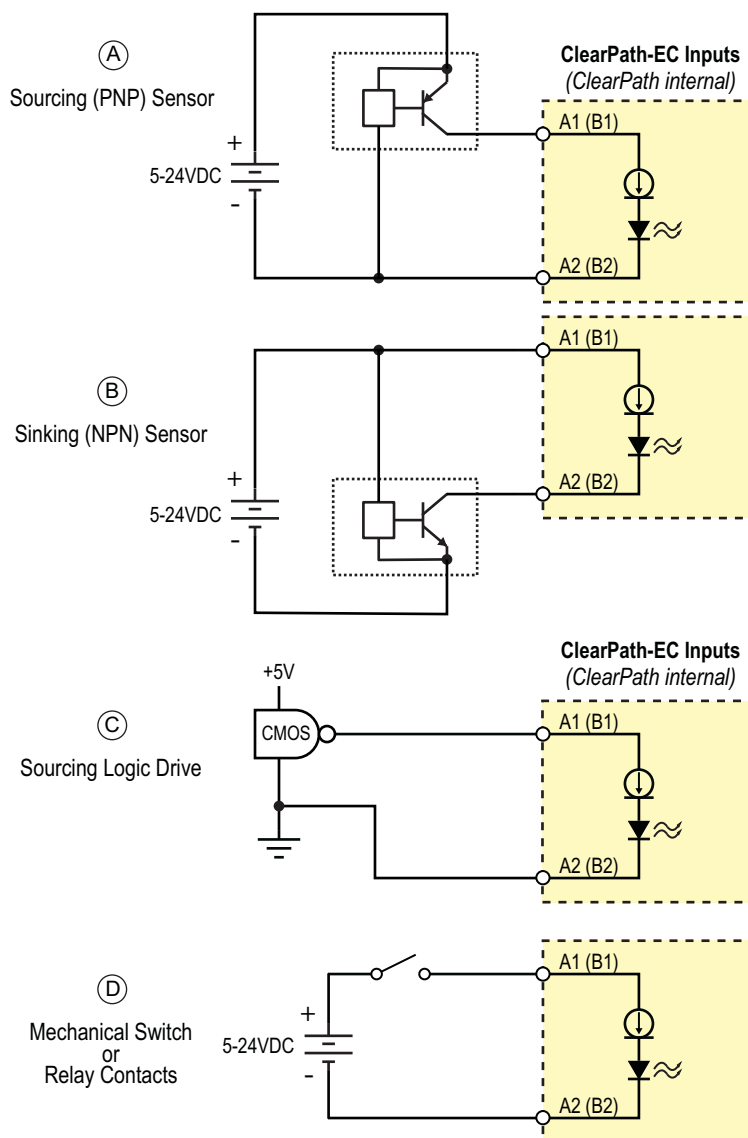 A
Sourcing (PNP) Sensor
ClearPath-EC Inputs
(ClearPath internal)
A1 (B1)
+
5-24VDC
-
A2 (B2)
B
Sinking (NPN) Sensor
A1 (B1)
+
5-24VDC
-
A2 (B2)
ClearPath-EC Inputs
(ClearPath internal)
C
Sourcing Logic Drive
+5V
CMOS
A1 (B1)
A2 (B2)
D
Mechanical Switch
or
Relay Contacts
A1 (B1)
+
5-24VDC
-
A2 (B2)